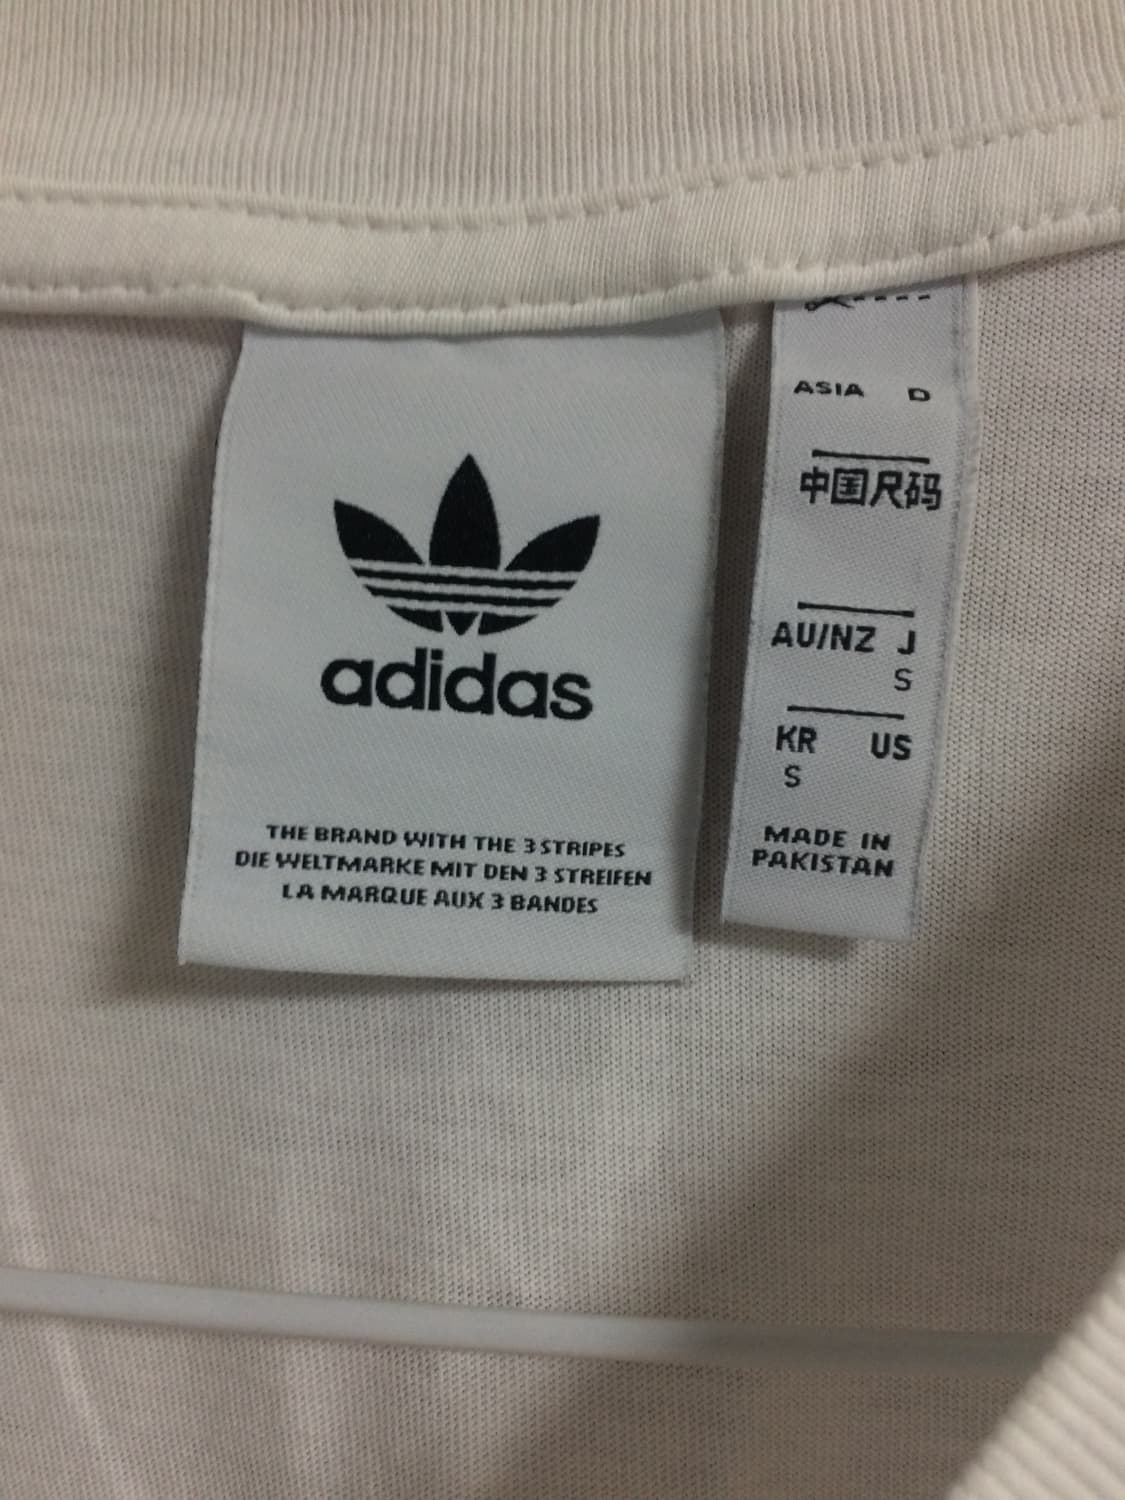 adidas
THE BRAND WITH THE 3 STRIPES
DIE WELTMARKE MIT DEN 3 STREIFEN
LA MARQUE AUX 3 BANDES
ASIA D
中国尺码
AU/NZ J
S
KR US
S
MADE IN
PAKISTAN